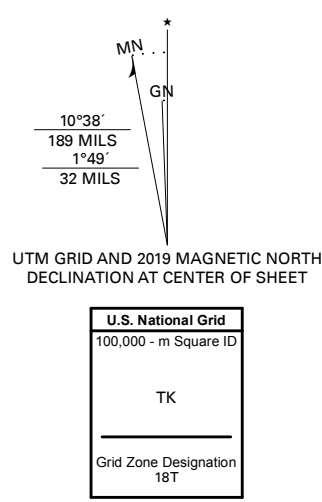 ★
MN
GN
10°38´
189 MILS
1°49´
32 MILS
UTM GRID AND 2019 MAGNETIC NORTH
DECLINATION AT CENTER OF SHEET
U.S. National Grid
100,000 - m Square ID
TK
Grid Zone Designation
18T